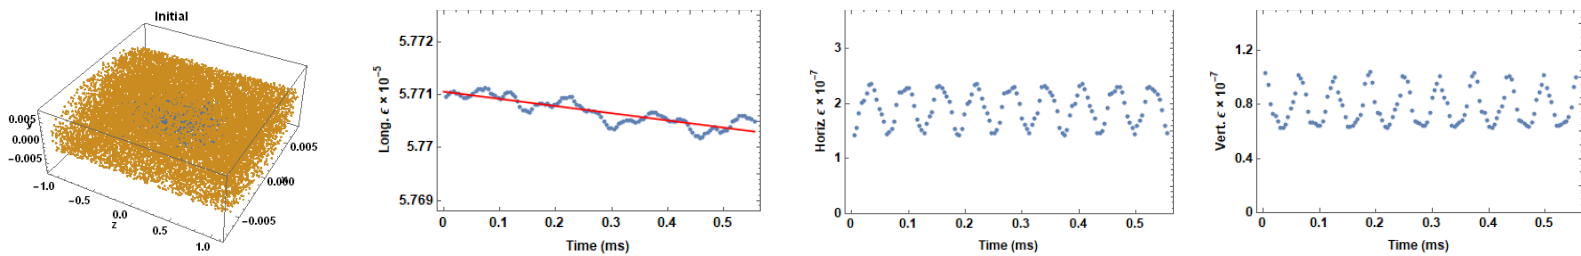 Initial
0.005
y
0.000
−0.005
−1.0
−0.5
0.0
z
0.5
1.0
0.005
0.000
−0.005
5.772
5.771
5.77
5.769
Long. ε × 10⁻⁵
0 0.1 0.2 0.3 0.4 0.5
Time (ms)
3
2
1
0
Horiz. ε × 10⁻⁷
0 0.1 0.2 0.3 0.4 0.5
Time (ms)
1.2
0.8
0.4
0
Vert. ε × 10⁻⁷
0 0.1 0.2 0.3 0.4 0.5
Time (ms)